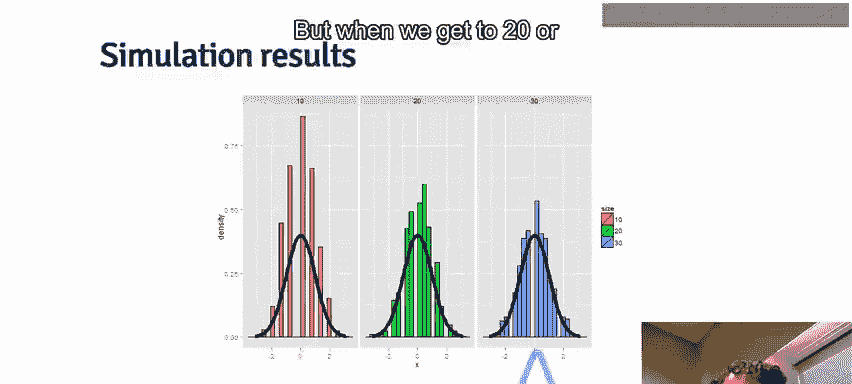 But when we get to 20 or
Simulation results
10 20 30
0.75
0.50
0.25
0.00
density
-2 0 2 -2 0 2 -2 0 2
x
size
10
20
30